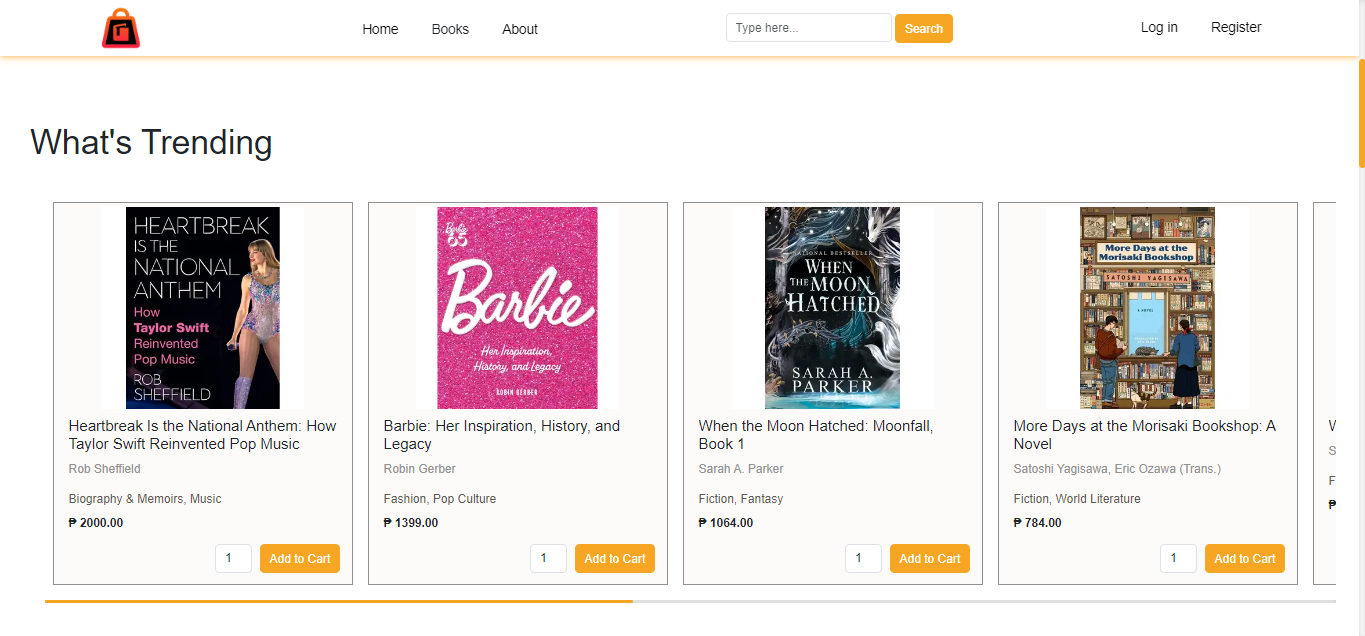 Home Books About Type here... Search Log in Register
What's Trending
HEARTBREAK
IS THE
NATIONAL
ANTHEM
How
Taylor Swift
Reinvented
Pop Music
ROB
SHEFFIELD
Heartbreak Is the National Anthem: How
Taylor Swift Reinvented Pop Music
Rob Sheffield
Biography & Memoirs, Music
₱ 2000.00
1 Add to Cart
Barbie
65
Barbie
Her Inspiration,
History, and Legacy
ROBIN GERBER
Barbie: Her Inspiration, History, and
Legacy
Robin Gerber
Fashion, Pop Culture
₱ 1399.00
1 Add to Cart
NATIONAL BESTSELLER
WHEN
THE MOON
HATCHED
SARAH A.
PARKER
When the Moon Hatched: Moonfall,
Book 1
Sarah A. Parker
Fiction, Fantasy
₱ 1064.00
1 Add to Cart
More Days at the
Morisaki Bookshop
SATOSHI YAGISAWA
A NOVEL
More Days at the Morisaki Bookshop: A
Novel
Satoshi Yagisawa, Eric Ozawa (Trans.)
Fiction, World Literature
₱ 784.00
1 Add to Cart
₱